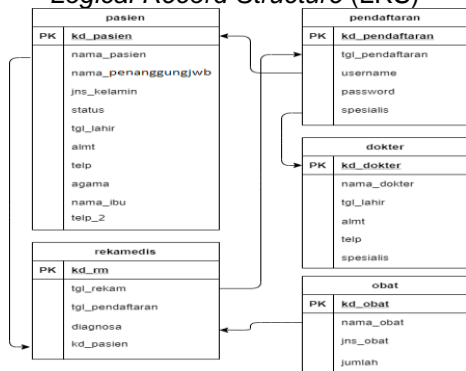 Logical Record Structure (LRS)
pasien
PK kd_pasien
nama_pasien
nama_penanggungjwb
jns_kelamin
status
tgl_lahir
almt
telp
agama
nama_ibu
telp_2
pendaftaran
PK kd_pendaftaran
tgl_pendaftaran
username
password
spesialis
dokter
PK kd_dokter
nama_dokter
tgl_lahir
almt
telp
spesialis
rekamedis
PK kd_rm
tgl_rekam
tgl_pendaftaran
diagnosa
kd_pasien
obat
PK kd_obat
nama_obat
jns_obat
jumlah